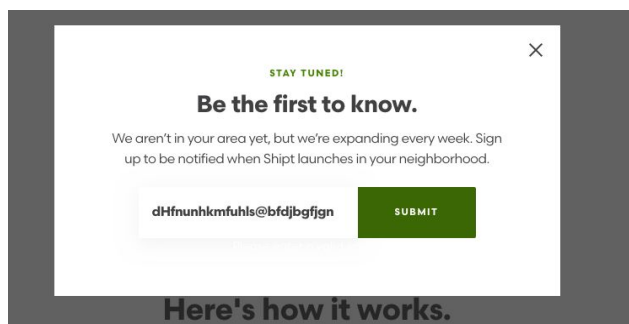 STAY TUNED!
Be the first to know.
We aren't in your area yet, but we're expanding every week. Sign
up to be notified when Shipt launches in your neighborhood.
dHfnunhkmfuhls@bfdjbgfjgn
SUBMIT
Here's how it works.